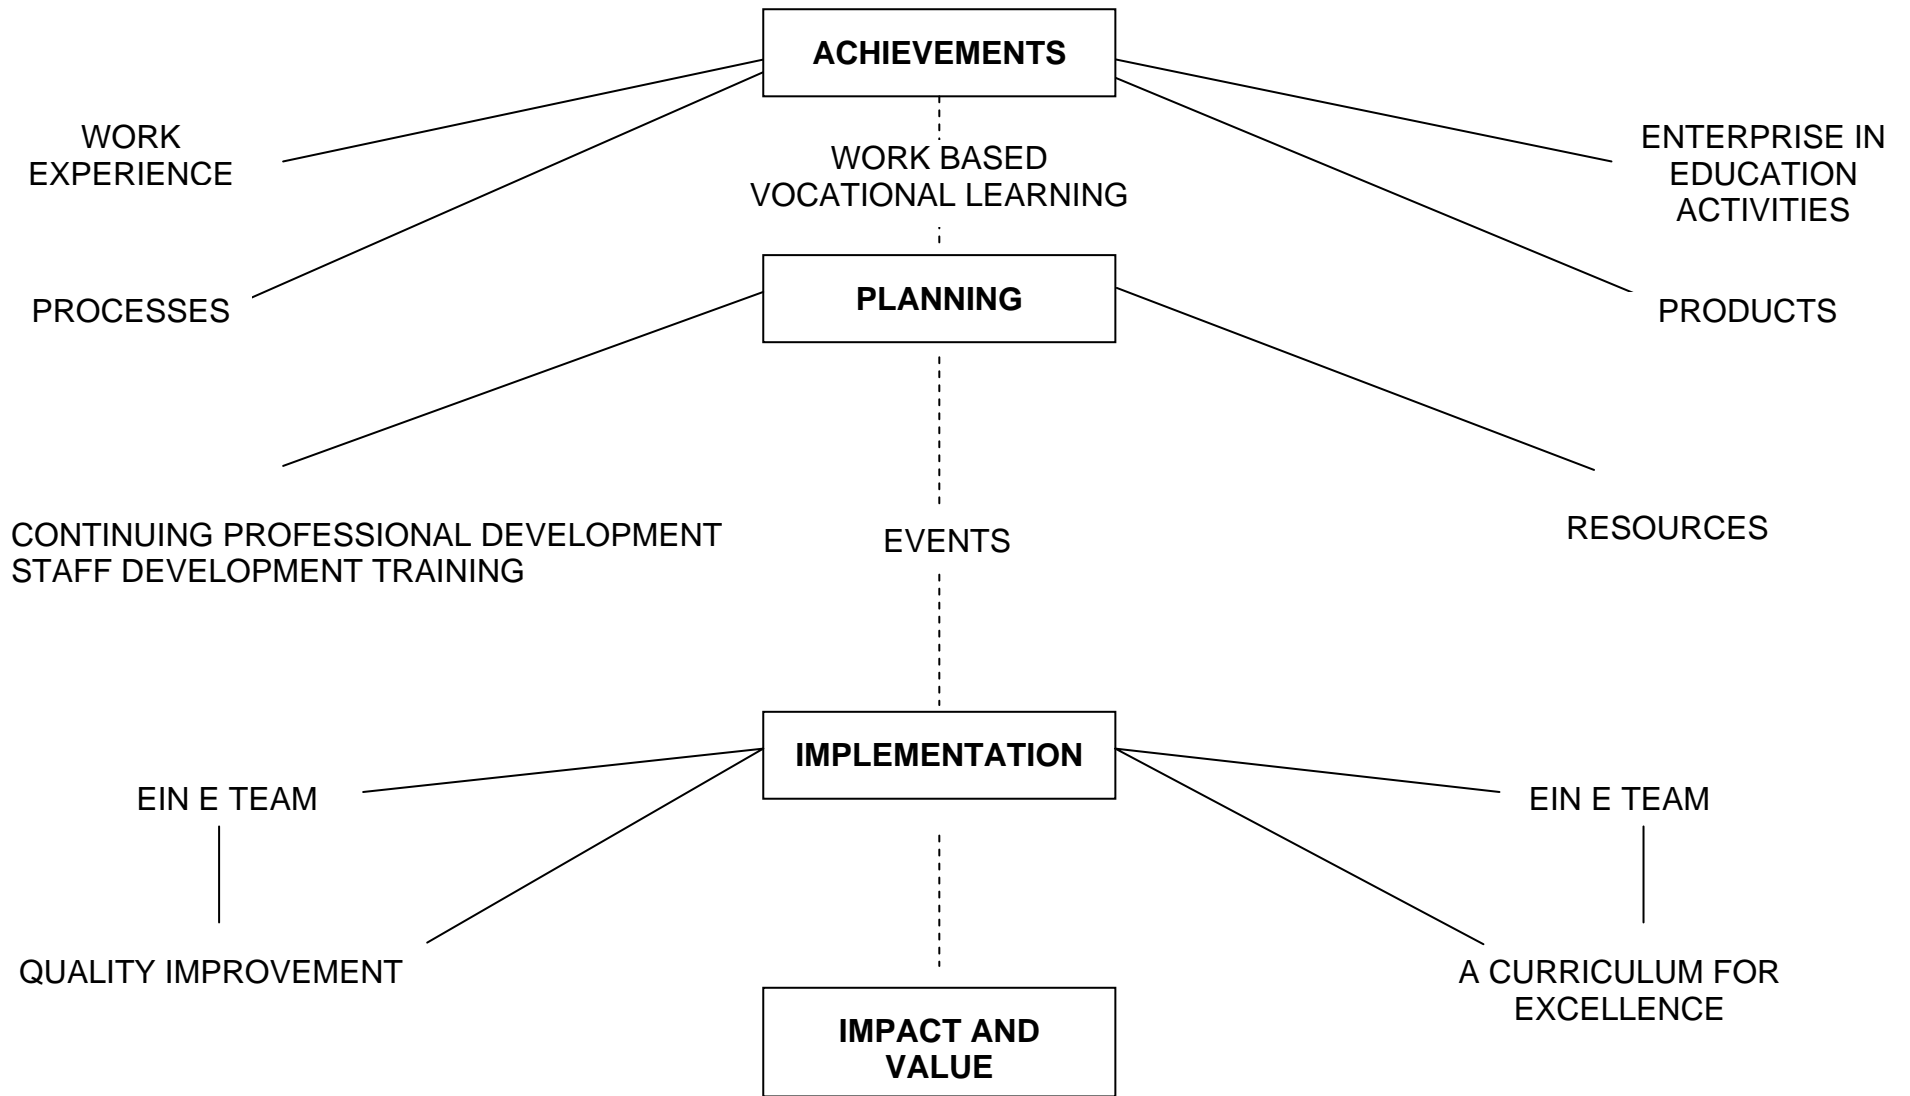 ACHIEVEMENTS
WORK
EXPERIENCE
WORK BASED
VOCATIONAL LEARNING
ENTERPRISE IN
EDUCATION
ACTIVITIES
PROCESSES
PLANNING
PRODUCTS
CONTINUING PROFESSIONAL DEVELOPMENT
STAFF DEVELOPMENT TRAINING
EVENTS
RESOURCES
IMPLEMENTATION
EIN E TEAM
EIN E TEAM
QUALITY IMPROVEMENT
A CURRICULUM FOR
EXCELLENCE
IMPACT AND
VALUE